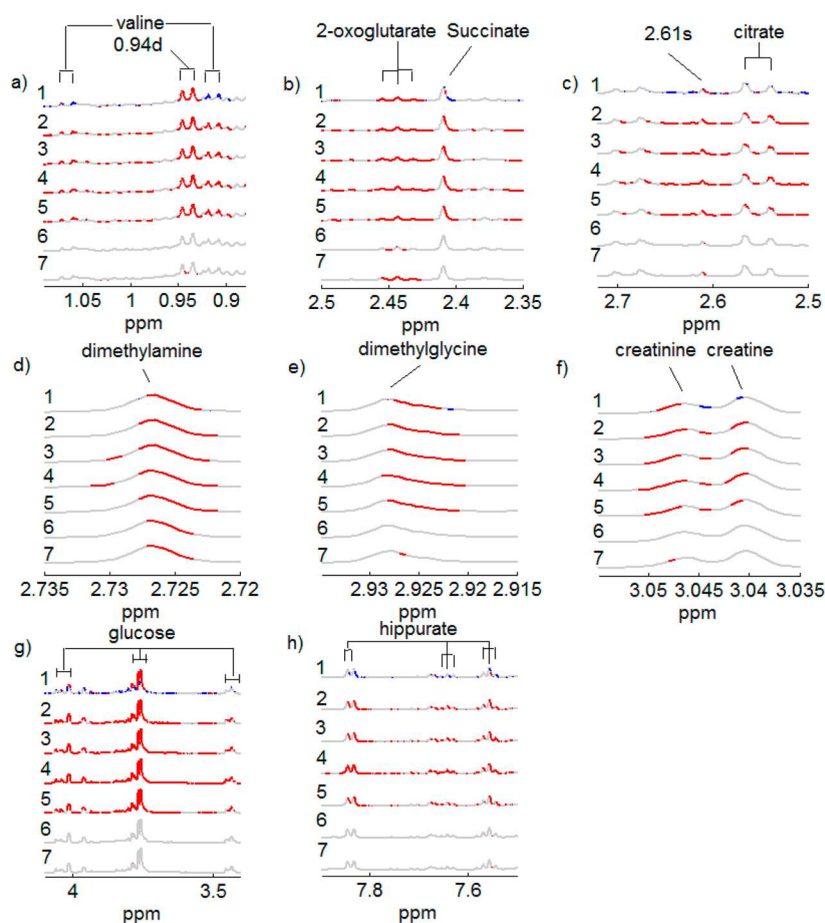 valine
0.94d
a)
1
2
3
4
5
6
7
1.05 1 0.95 0.9
ppm
2-oxoglutarate Succinate
b)
1
2
3
4
5
6
7
2.5 2.45 2.4 2.35
ppm
2.61s citrate
c)
1
2
3
4
5
6
7
2.7 2.6 2.5
ppm
d) dimethylamine
1
2
3
4
5
6
7
2.735 2.73 2.725 2.72
ppm
e) dimethylglycine
1
2
3
4
5
6
7
2.93 2.925 2.92 2.915
ppm
f) creatinine creatine
1
2
3
4
5
6
7
3.05 3.045 3.04 3.035
ppm
g) glucose
1
2
3
4
5
6
7
4 3.5
ppm
h) hippurate
1
2
3
4
5
6
7
7.8 7.6
ppm